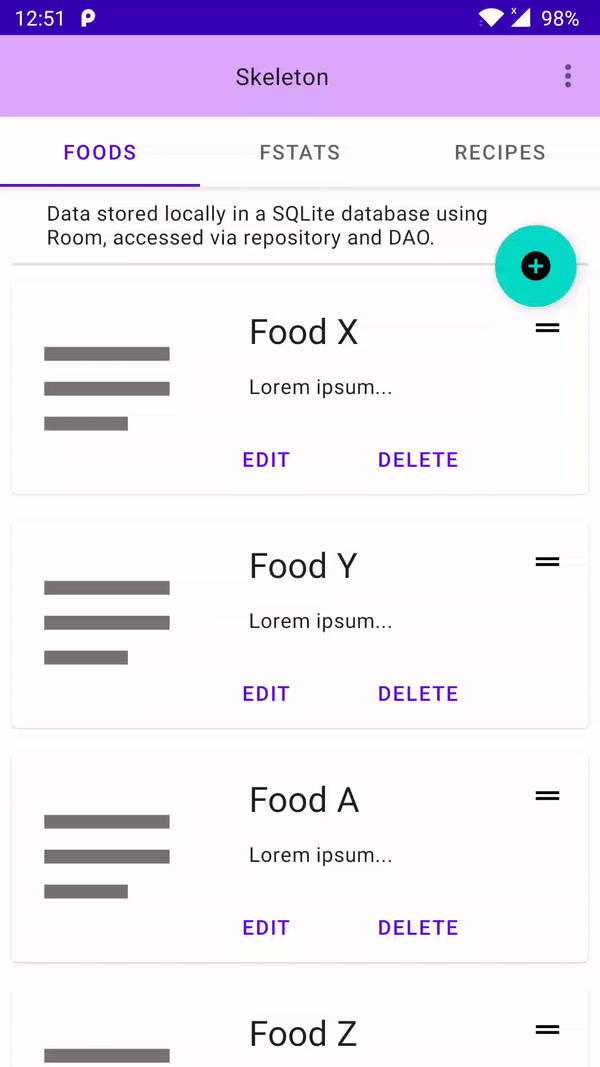 12:51
x 98%
Skeleton
FOODS FSTATS RECIPES
Data stored locally in a SQLite database using
Room, accessed via repository and DAO.
Food X
Lorem ipsum...
EDIT DELETE
Food Y
Lorem ipsum...
EDIT DELETE
Food A
Lorem ipsum...
EDIT DELETE
Food Z